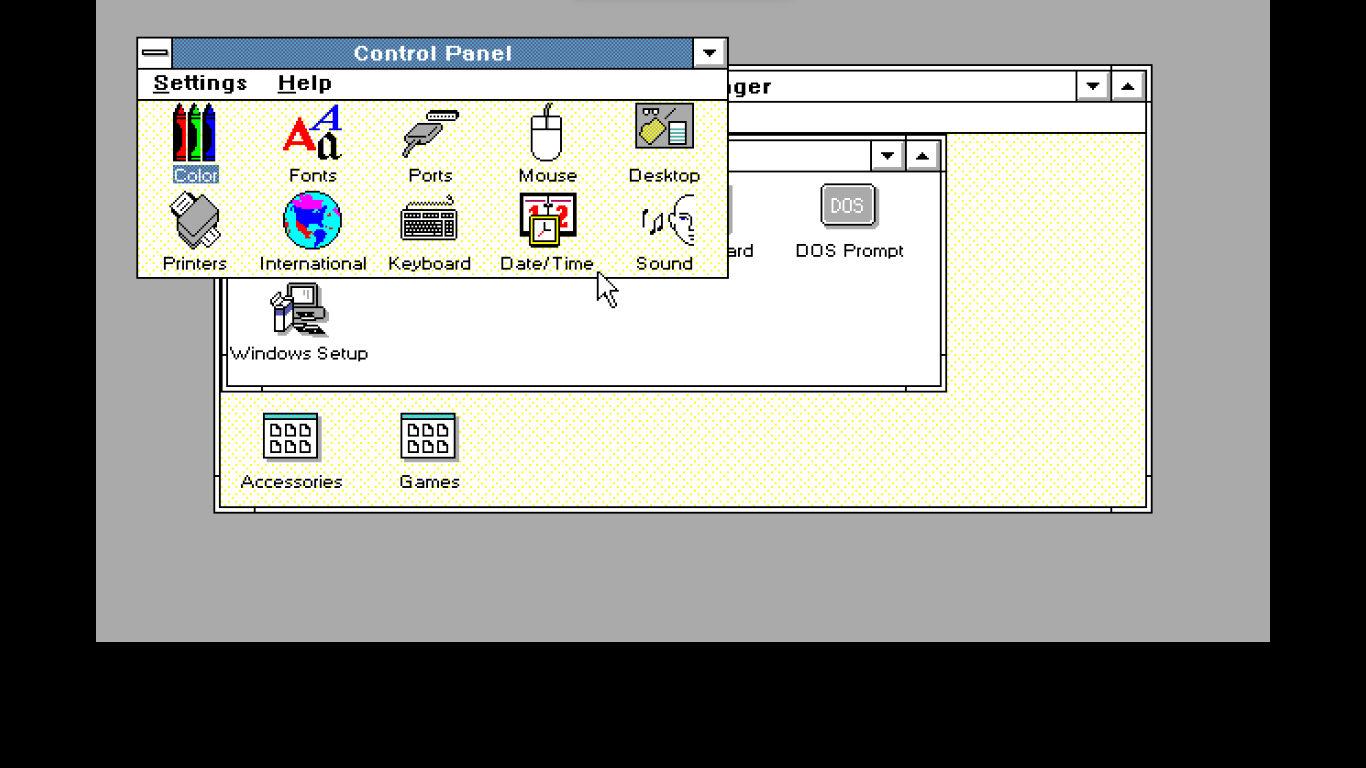 Control Panel
Settings Help
ager
Color Fonts Ports Mouse Desktop
DOS
ard DOS Prompt
12
Printers International Keyboard Date/Time Sound
Windows Setup
Accessories Games